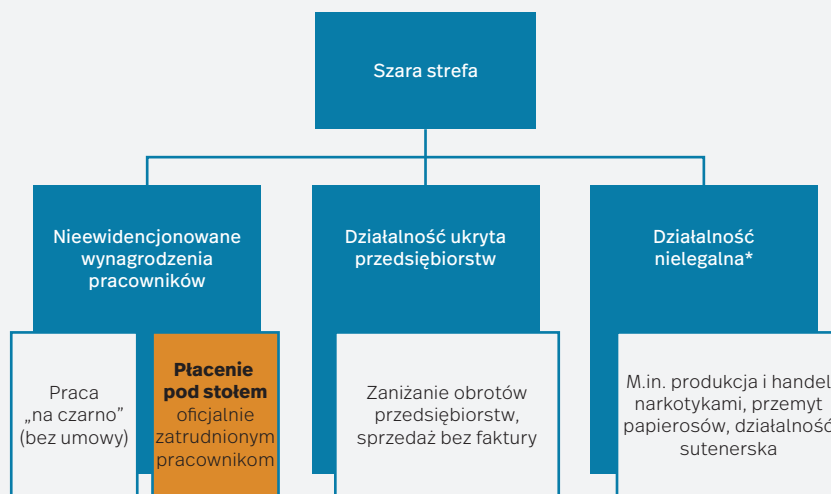 Szara strefa
Nieewidencjonowane
wynagrodzenia
pracowników
Działalność ukryta
przedsiębiorstw
Działalność
nielegalna*
Praca
„na czarno”
(bez umowy)
Płacenie
pod stołem
oficjalnie
zatrudnionym
pracownikom
Zaniżanie obrotów
przedsiębiorstw,
sprzedaż bez faktury
M.in. produkcja i handel
narkotykami, przemyt
papierosów, działalność
sutenerska